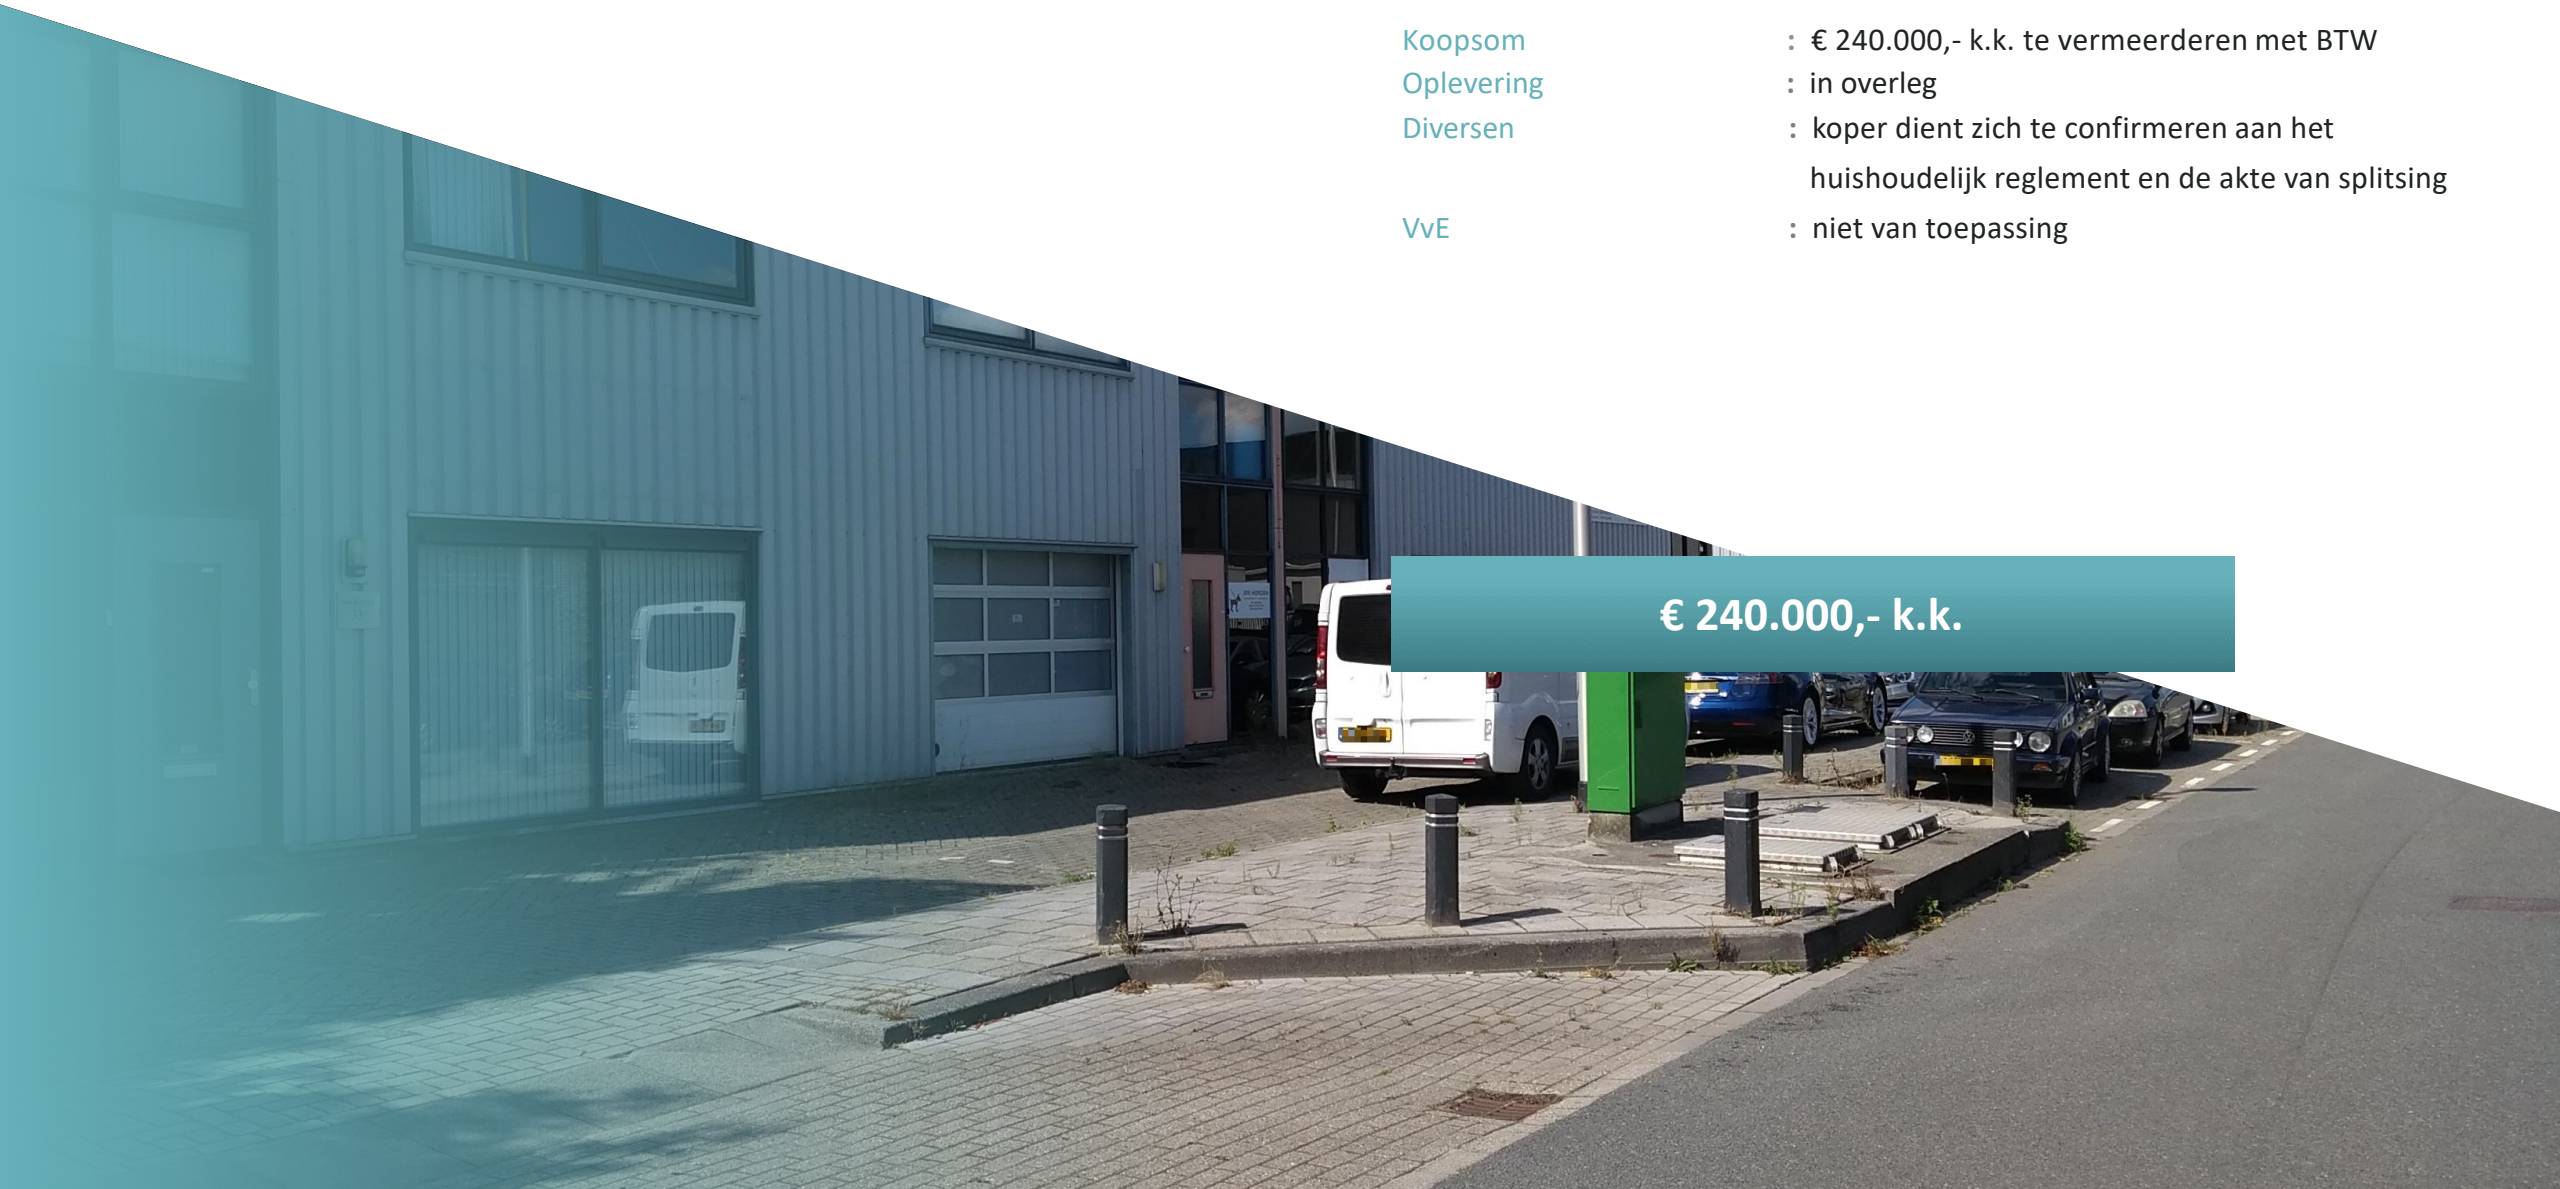 Koopsom : € 240.000,- k.k. te vermeerderen met BTW
Oplevering : in overleg
Diversen : koper dient zich te confirmeren aan het
huishoudelijk reglement en de akte van splitsing
VvE : niet van toepassing
€ 240.000,- k.k.